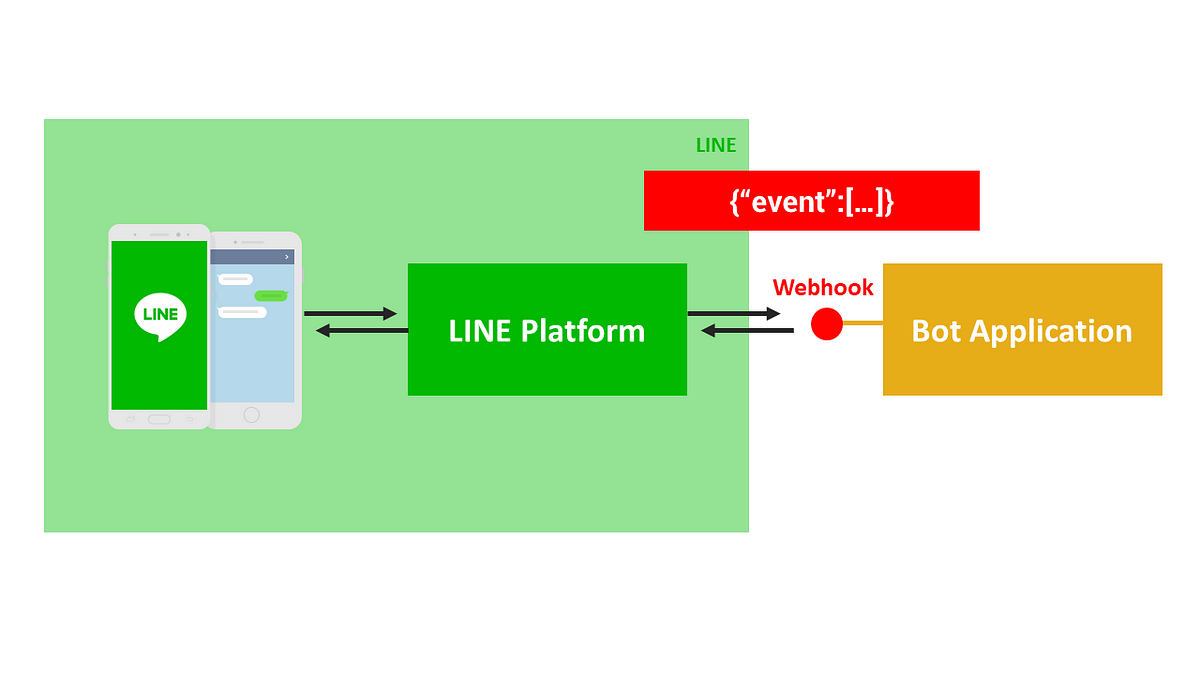 LINE
{“event”:[...]}
Webhook
LINE
LINE Platform
Bot Application